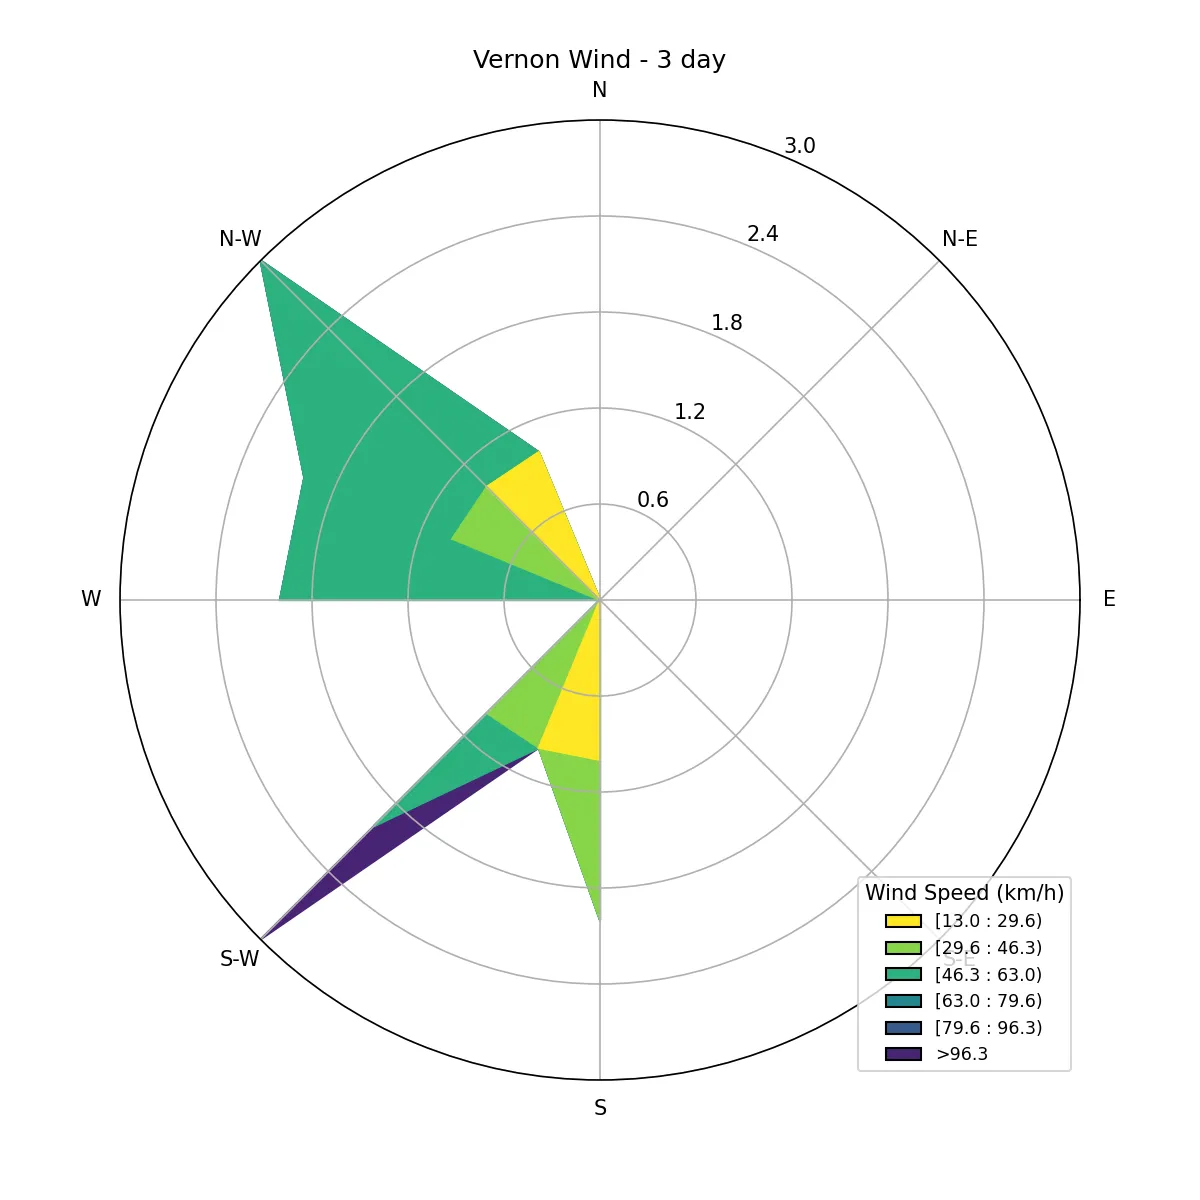 Vernon Wind - 3 day
N
3.0
N-W
2.4
N-E
1.8
1.2
0.6
W
E
S-W
S-E
S
Wind Speed (km/h)
[13.0 : 29.6)
[29.6 : 46.3)
[46.3 : 63.0)
[63.0 : 79.6)
[79.6 : 96.3)
>96.3